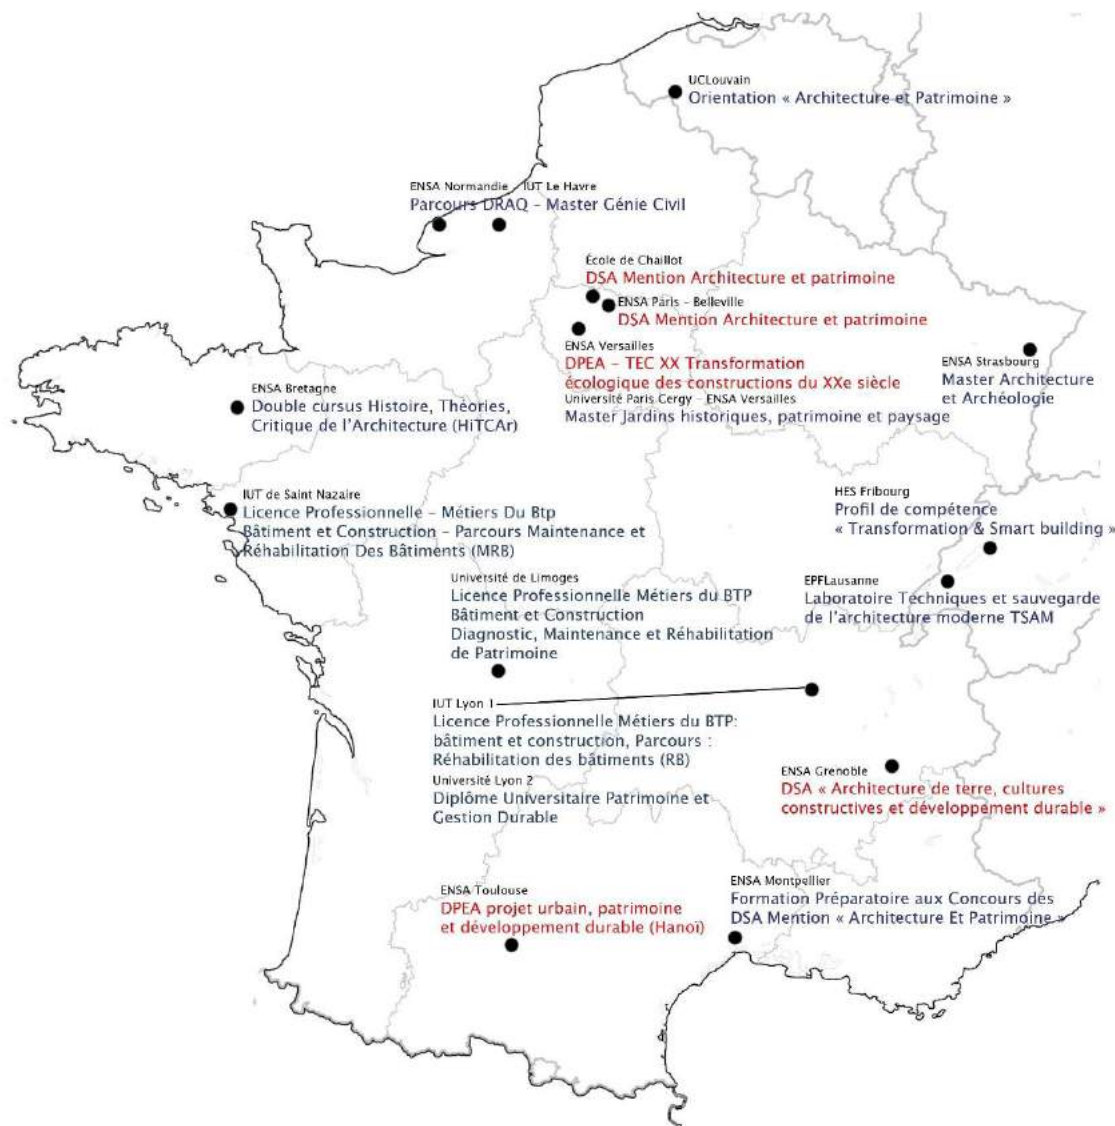 UCLouvain
Orientation « Architecture et Patrimoine »
ENSA Normandie - IUT Le Havre
Parcours DRAQ - Master Génie Civil
École de Chaillot
DSA Mention Architecture et patrimoine
ENSA Paris - Belleville
DSA Mention Architecture et patrimoine
ENSA Versailles
DPEA - TEC XX Transformation
écologique des constructions du XXe siècle
Université Paris Cergy - ENSA Versailles
Master Jardins historiques, patrimoine et paysage
ENSA Strasbourg
Master Architecture
et Archéologie
ENSA Bretagne
Double cursus Histoire, Théories,
Critique de l'Architecture (HiTCAr)
IUT de Saint Nazaire
Licence Professionnelle - Métiers Du Btp
Bâtiment et Construction - Parcours Maintenance et
Réhabilitation Des Bâtiments (MRB)
HES Fribourg
Profil de compétence
« Transformation & Smart building »
EPFLausanne
Laboratoire Techniques et sauvegarde
de l'architecture moderne TSAM
Université de Limoges
Licence Professionnelle Métiers du BTP
Bâtiment et Construction
Diagnostic, Maintenance et Réhabilitation
de Patrimoine
IUT Lyon 1
Licence Professionnelle Métiers du BTP:
bâtiment et construction, Parcours :
Réhabilitation des bâtiments (RB)
Université Lyon 2
Diplôme Universitaire Patrimoine et
Gestion Durable
ENSA Grenoble
DSA « Architecture de terre, cultures
constructives et développement durable »
ENSA Toulouse
DPEA projet urbain, patrimoine
et développement durable (Hanoï)
ENSA Montpellier
Formation Préparatoire aux Concours des
DSA Mention « Architecture Et Patrimoine »